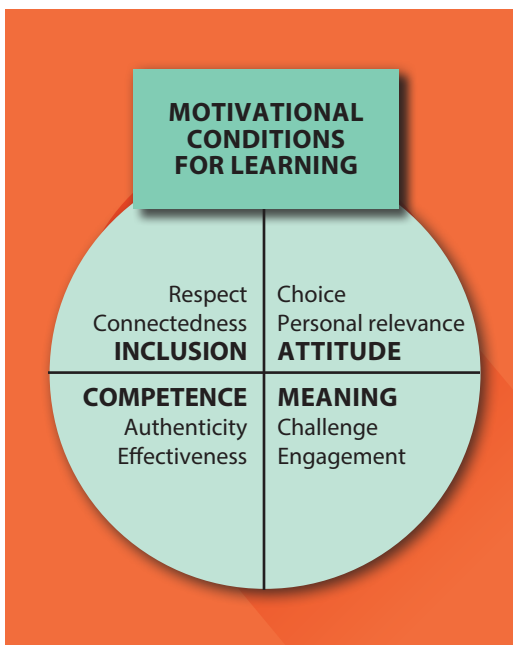 MOTIVATIONAL
CONDITIONS
FOR LEARNING
Respect
Connectedness
INCLUSION
Choice
Personal relevance
ATTITUDE
COMPETENCE
Authenticity
Effectiveness
MEANING
Challenge
Engagement